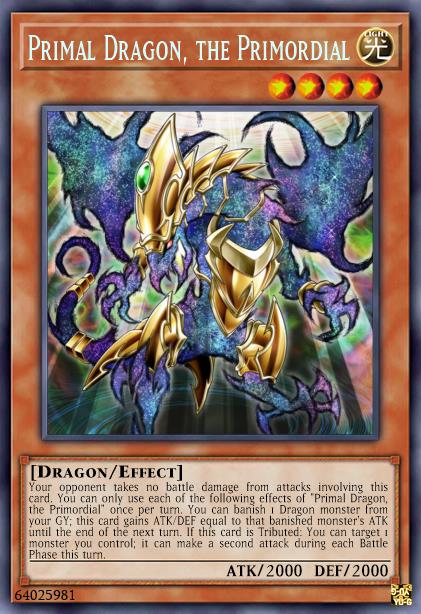 PRIMAL DRAGON, THE PRIMORDIAL
LIGHT
光
[DRAGON/EFFECT]
Your opponent takes no battle damage from attacks involving this
card. You can only use each of the following effects of "Primal Dragon,
the Primordial" once per turn. You can banish 1 Dragon monster from
your GY; this card gains ATK/DEF equal to that banished monster's ATK
until the end of the next turn. If this card is Tributed: You can target 1
monster you control; it can make a second attack during each Battle
Phase this turn.
ATK/2000 DEF/2000
64025981